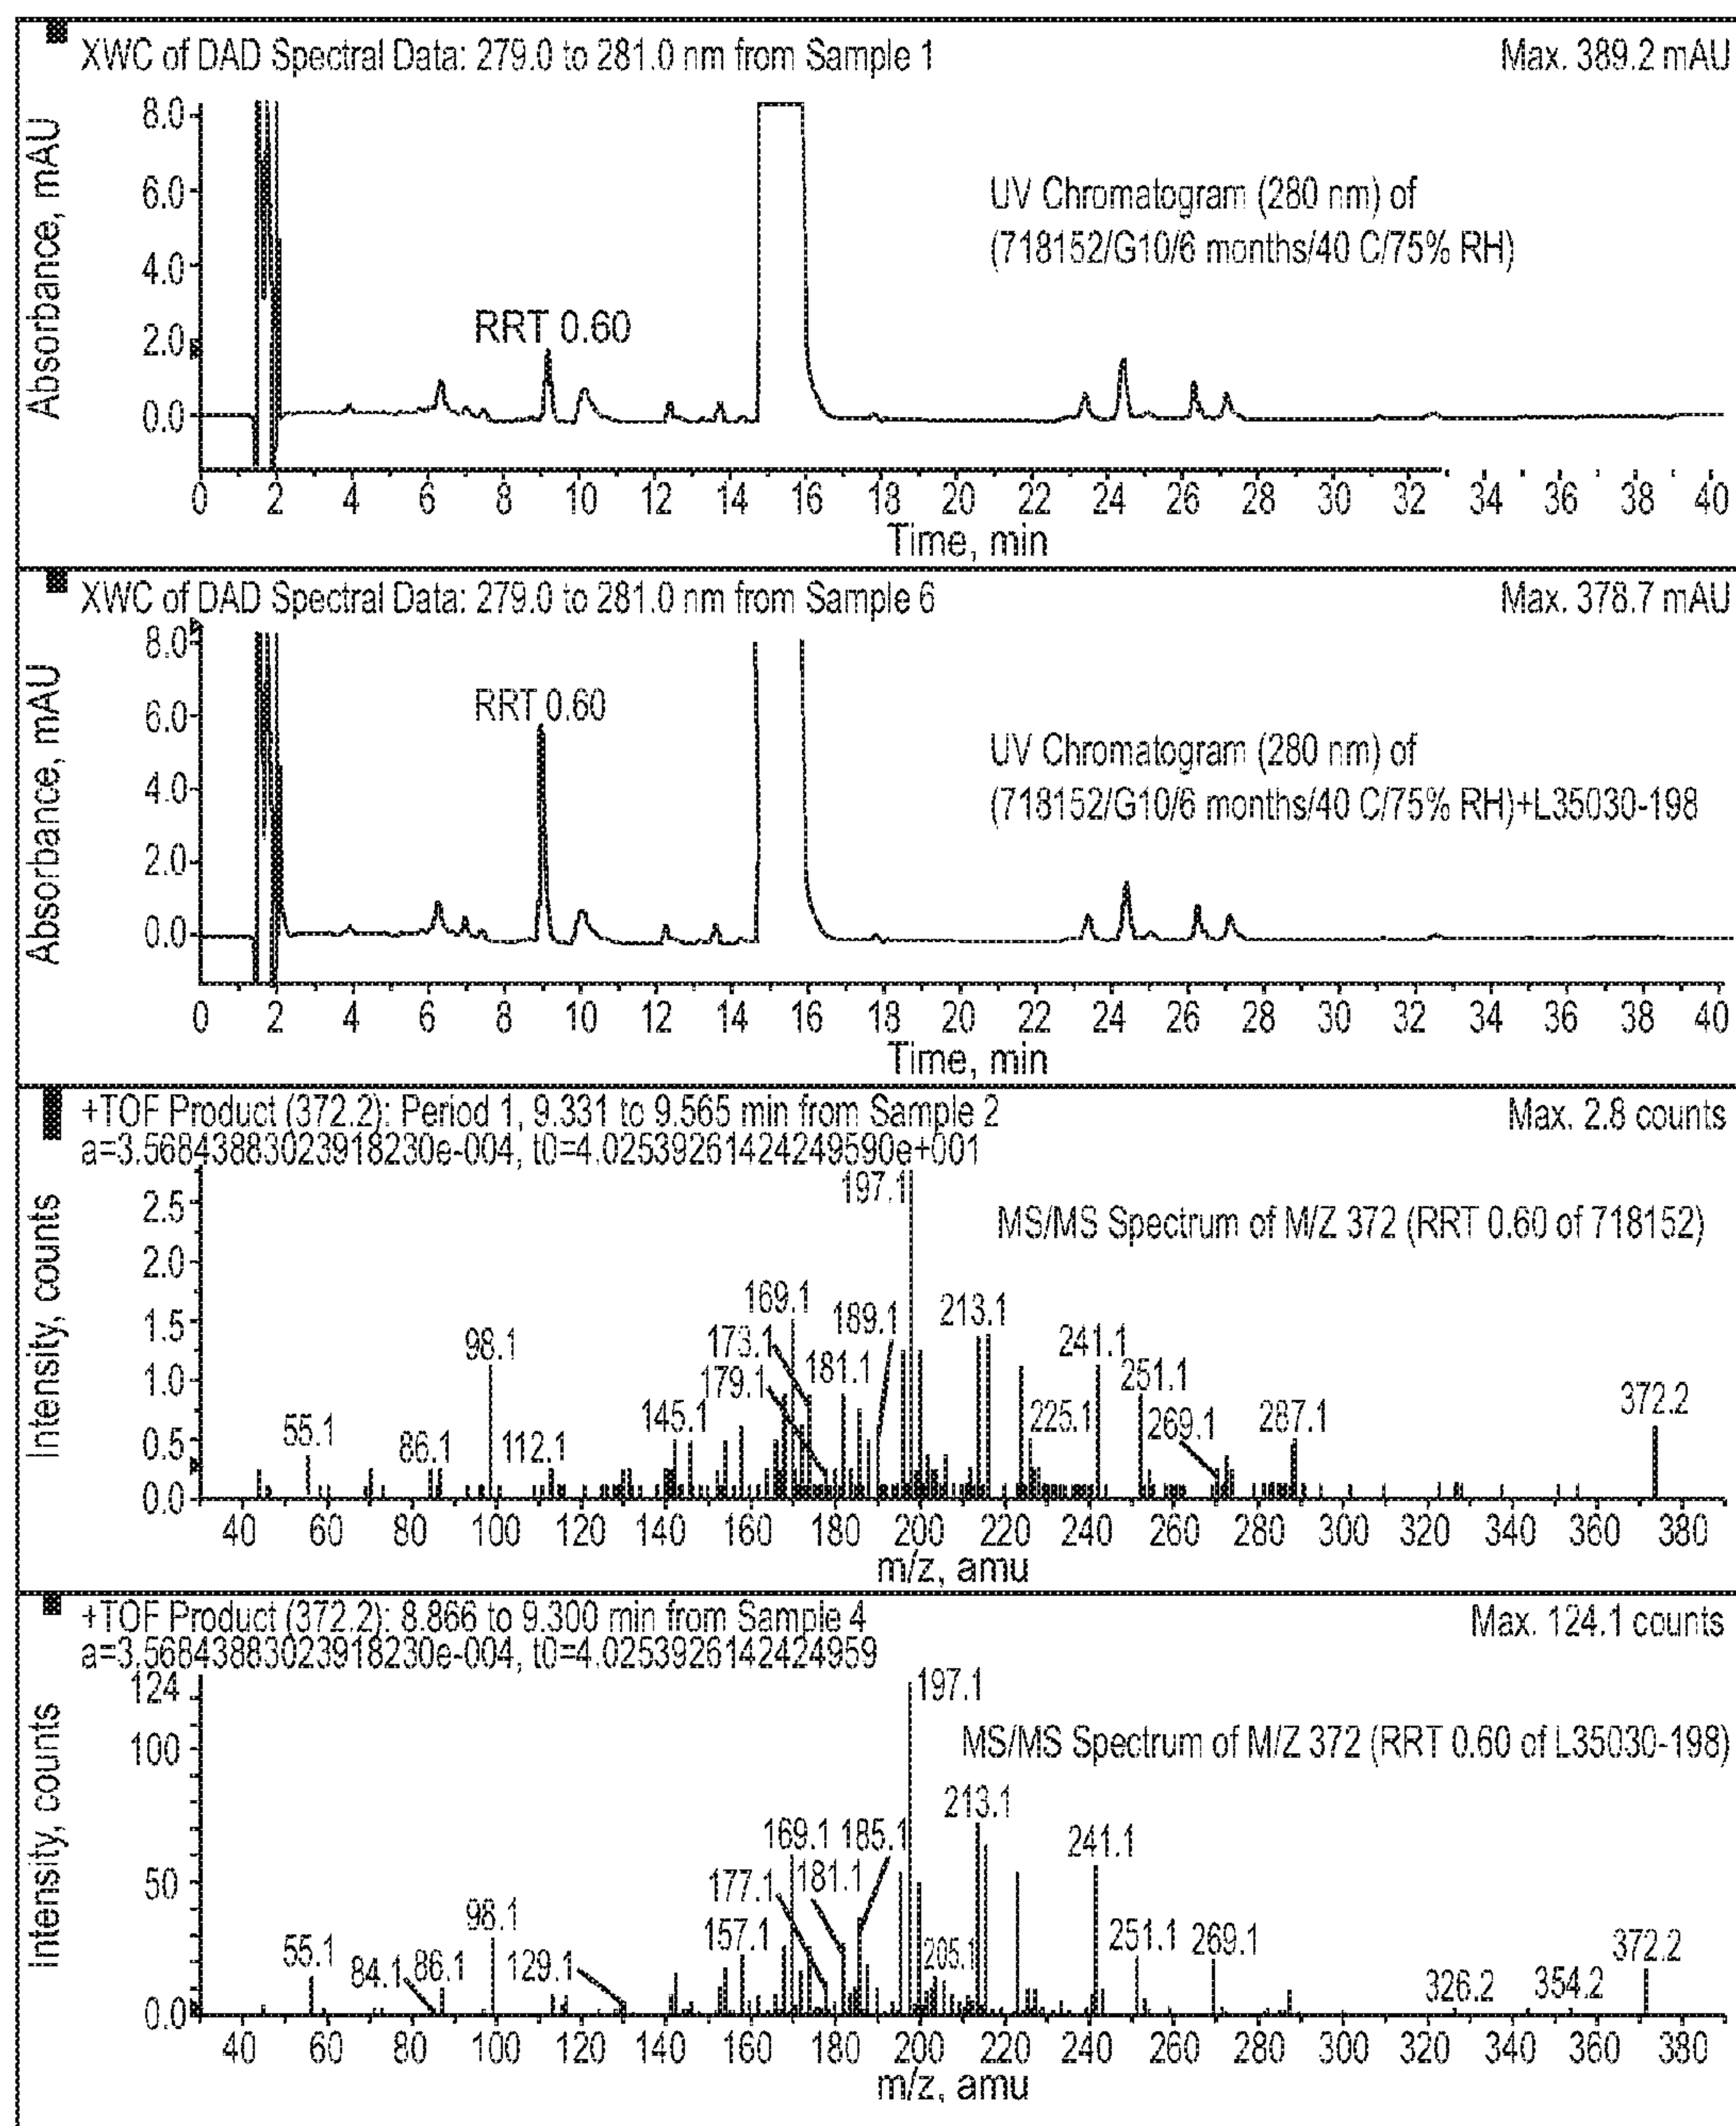 XWC of DAD Spectral Data: 279.0 to 281.0 nm from Sample 1
Max. 389.2 mAU
Absorbance, mAU
8.0
6.0
4.0
2.0
0.0
UV Chromatogram (280 nm) of
(718152/G10/6 months/40 C/75% RH)
RRT 0.60
0 2 4 6 8 10 12 14 16 18 20 22 24 26 28 30 32 34 36 38 40
Time, min
XWC of DAD Spectral Data: 279.0 to 281.0 nm from Sample 6
Max. 378.7 mAU
Absorbance, mAU
8.0
6.0
4.0
2.0
0.0
RRT 0.60
UV Chromatogram (280 nm) of
(718152/G10/6 months/40 C/75% RH)+L35030-198
0 2 4 6 8 10 12 14 16 18 20 22 24 26 28 30 32 34 36 38 40
Time, min
+TOF Product (372.2): Period 1, 9.331 to 9.565 min from Sample 2
Max. 2.8 counts
a=3.56843883023918230e-004, t0=4.02539261424249590e+001
Intensity, counts
2.5
2.0
1.5
1.0
0.5
0.0
MS/MS Spectrum of M/Z 372 (RRT 0.60 of 718152)
197.1
169.1
189.1
213.1
173.1
181.1
179.1
98.1
241.1
251.1
55.1
86.1
112.1
145.1
225.1
269.1
287.1
372.2
40 60 80 100 120 140 160 180 200 220 240 260 280 300 320 340 360 380
m/z, amu
+TOF Product (372.2): 8.866 to 9.300 min from Sample 4
Max. 124.1 counts
a=3.56843883023918230e-004, t0=4.0253926142424959
Intensity, counts
124
100
50
0.0
197.1
MS/MS Spectrum of M/Z 372 (RRT 0.60 of L35030-198)
213.1
169.1
185.1
241.1
177.1
181.1
98.1
157.1
205.1
251.1
269.1
55.1
84.1
86.1
129.1
326.2
354.2
372.2
40 60 80 100 120 140 160 180 200 220 240 260 280 300 320 340 360 380
m/z, amu